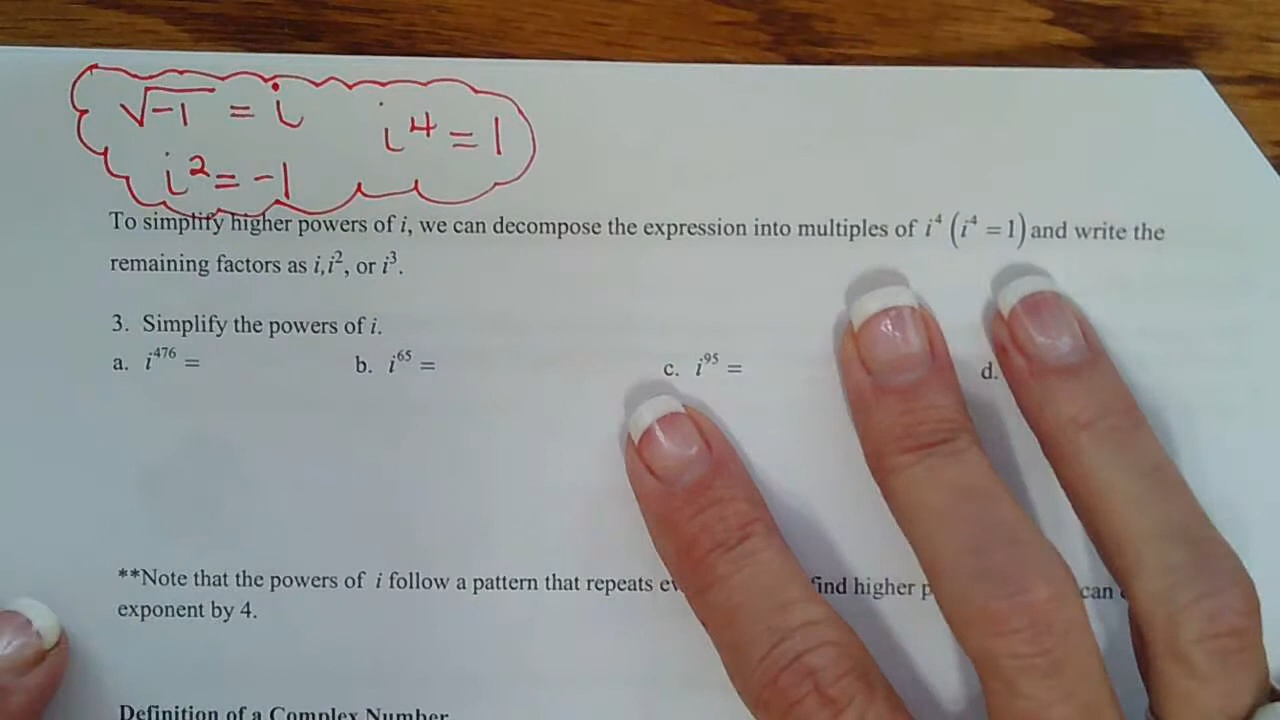 √-1 = i
i⁴ = 1
i² = -1
To simplify higher powers of i, we can decompose the expression into multiples of i⁴ (i⁴ = 1) and write the
remaining factors as i, i², or i³.
3. Simplify the powers of i.
a. i⁴⁷⁶ = b. i⁶⁵ = c. i⁹⁵ = d.
**Note that the powers of i follow a pattern that repeats find higher can
exponent by 4.
Definition of a Complex Number